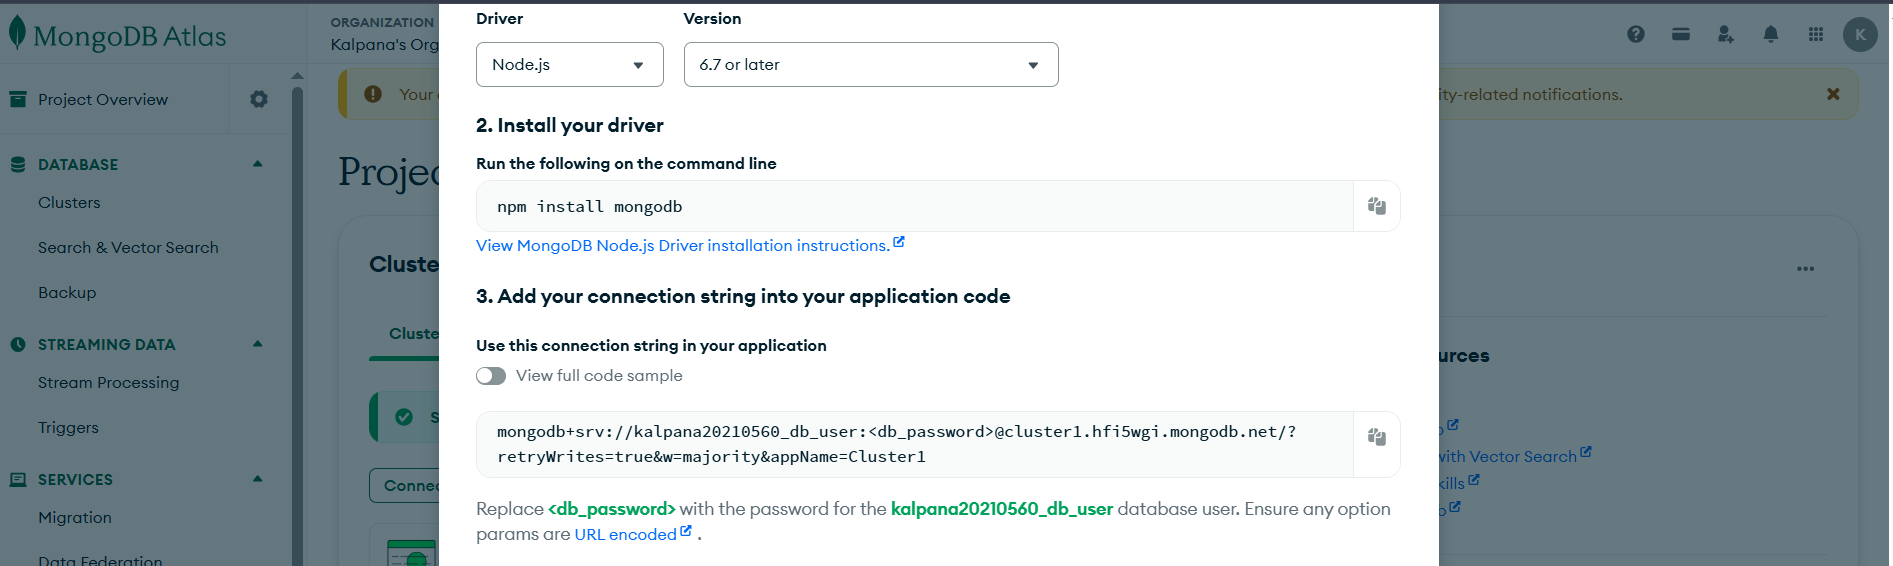 MongoDB Atlas
ORGANIZATION
Kalpana's Org
K
Project Overview
Your
ity-related notifications.
DATABASE
Clusters
Search & Vector Search
Backup
STREAMING DATA
Stream Processing
Triggers
SERVICES
Migration
Data Federation
Projec
Cluste
Cluste
S
Connec
Driver
Version
Node.js
6.7 or later
2. Install your driver
Run the following on the command line
npm install mongodb
View MongoDB Node.js Driver installation instructions.
3. Add your connection string into your application code
Use this connection string in your application
View full code sample
mongodb+srv://kalpana20210560_db_user:<db_password>@cluster1.hfi5wgi.mongodb.net/?
retryWrites=true&w=majority&appName=Cluster1
Replace <db_password> with the password for the kalpana20210560_db_user database user. Ensure any option
params are URL encoded .
urces
with Vector Search
kills